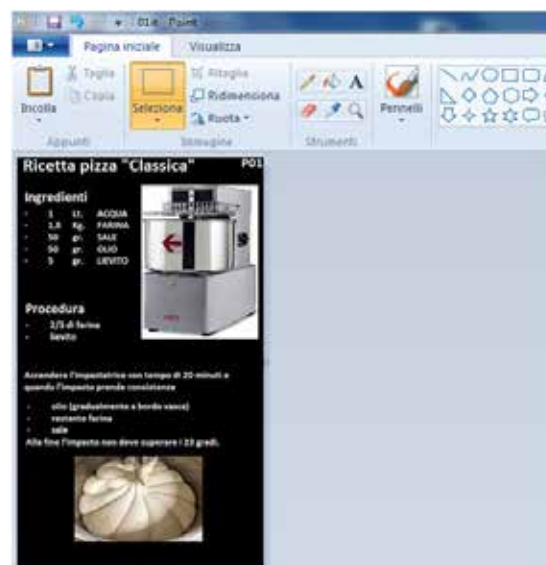 01it - Paint
Pagina iniziale Visualizza
Incolla
Taglia
Copia
Appunti
Seleziona
Ritaglia
Ridimensiona
Ruota
Immagine
A
Strumenti
Pennelli
Ricetta pizza "Classica" P01
Ingredienti
- 1 Lt. ACQUA
- 1,8 Kg. FARINA
- 50 gr. SALE
- 50 gr. OLIO
- 5 gr. LIEVITO
Procedura
- 2/3 di farina
- lievito
Accendere l'impastatrice con tempo di 20 minuti e
quando l'impasto prende consistenza
- olio (gradualmente a bordo vasca)
- restante farina
- sale
Alla fine l'impasto non deve superare i 23 gradi.